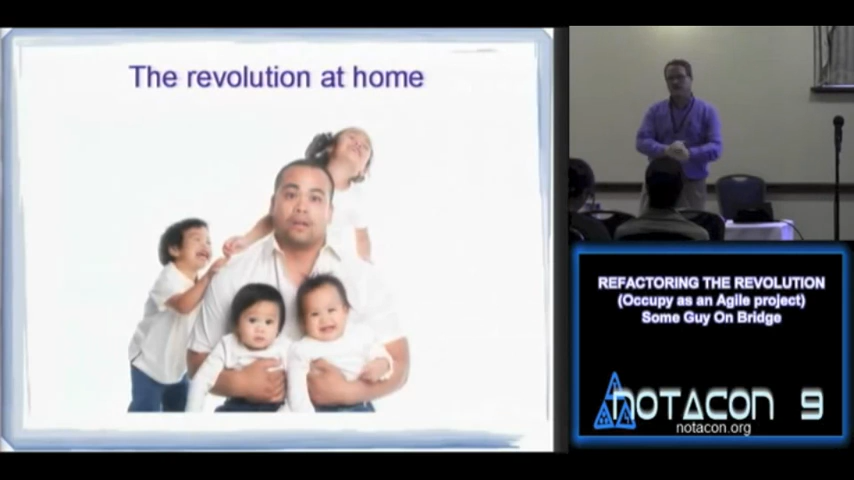 The revolution at home
REFACTORING THE REVOLUTION
(Occupy as an Agile project)
Some Guy On Bridge
NOTACON 9
notacon.org